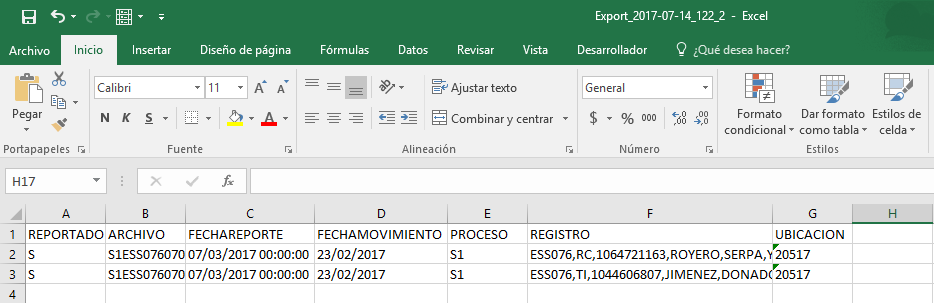 Export_2017-07-14_122_2 - Excel
Archivo Inicio Insertar Diseño de página Fórmulas Datos Revisar Vista Desarrollador ¿Qué desea hacer?
Pegar
Calibri 11
N K S
Ajustar texto
Combinar y centrar
General
$ % 000
Formato condicional
Dar formato como tabla
Estilos de celda
Portapapeles Fuente Alineación Número Estilos
H17 fx
A B C D E F G H
1 REPORTADO ARCHIVO FECHAREPORTE FECHAMOVIMIENTO PROCESO REGISTRO UBICACION
2 S S1ESS076070 07/03/2017 00:00:00 23/02/2017 S1 ESS076,RC,1064721163,ROYERO,SERPA,Y 20517
3 S S1ESS076070 07/03/2017 00:00:00 23/02/2017 S1 ESS076,TI,1044606807,JIMENEZ,DONADO 20517